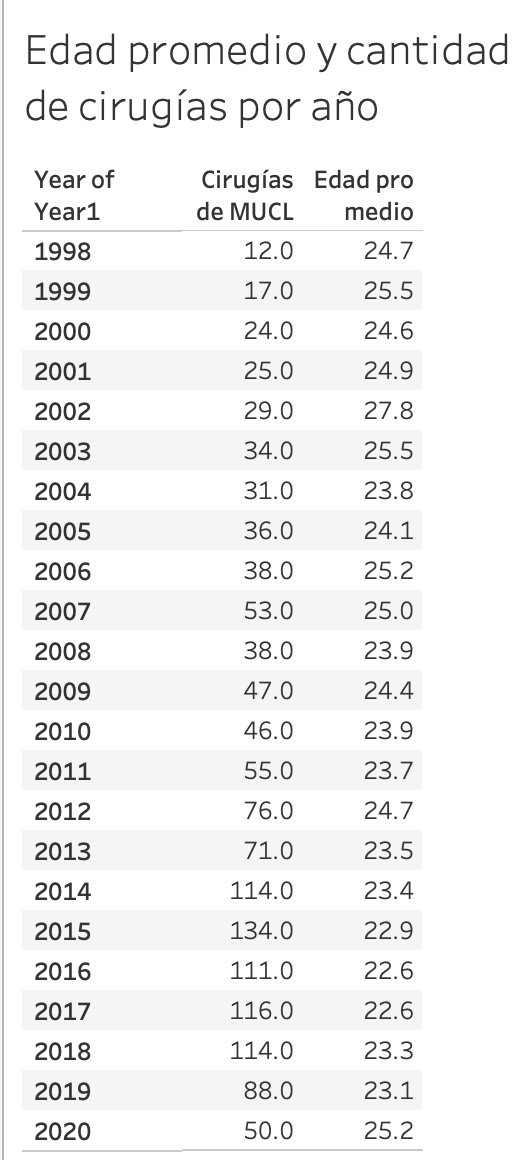 Edad promedio y cantidad
de cirugías por año
Year of Cirugías Edad pro
Year1 de MUCL medio
1998 12.0 24.7
1999 17.0 25.5
2000 24.0 24.6
2001 25.0 24.9
2002 29.0 27.8
2003 34.0 25.5
2004 31.0 23.8
2005 36.0 24.1
2006 38.0 25.2
2007 53.0 25.0
2008 38.0 23.9
2009 47.0 24.4
2010 46.0 23.9
2011 55.0 23.7
2012 76.0 24.7
2013 71.0 23.5
2014 114.0 23.4
2015 134.0 22.9
2016 111.0 22.6
2017 116.0 22.6
2018 114.0 23.3
2019 88.0 23.1
2020 50.0 25.2